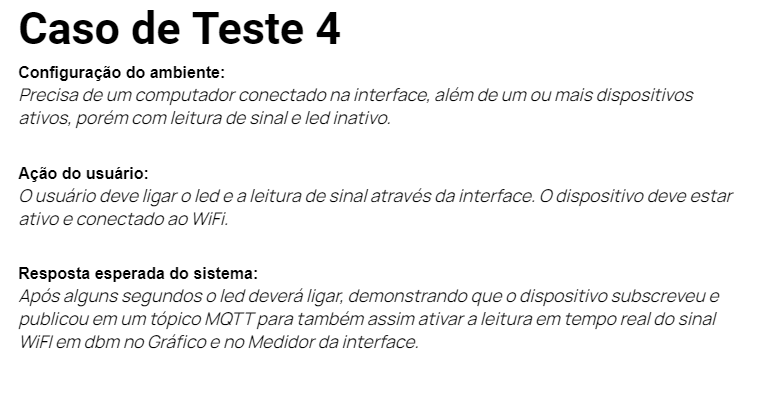 Caso de Teste 4
Configuração do ambiente:
Precisa de um computador conectado na interface, além de um ou mais dispositivos
ativos, porém com leitura de sinal e led inativo.
Ação do usuário:
O usuário deve ligar o led e a leitura de sinal através da interface. O dispositivo deve estar
ativo e conectado ao WiFi.
Resposta esperada do sistema:
Após alguns segundos o led deverá ligar, demonstrando que o dispositivo subscreveu e
publicou em um tópico MQTT para também assim ativar a leitura em tempo real do sinal
WiFI em dbm no Gráfico e no Medidor da interface.